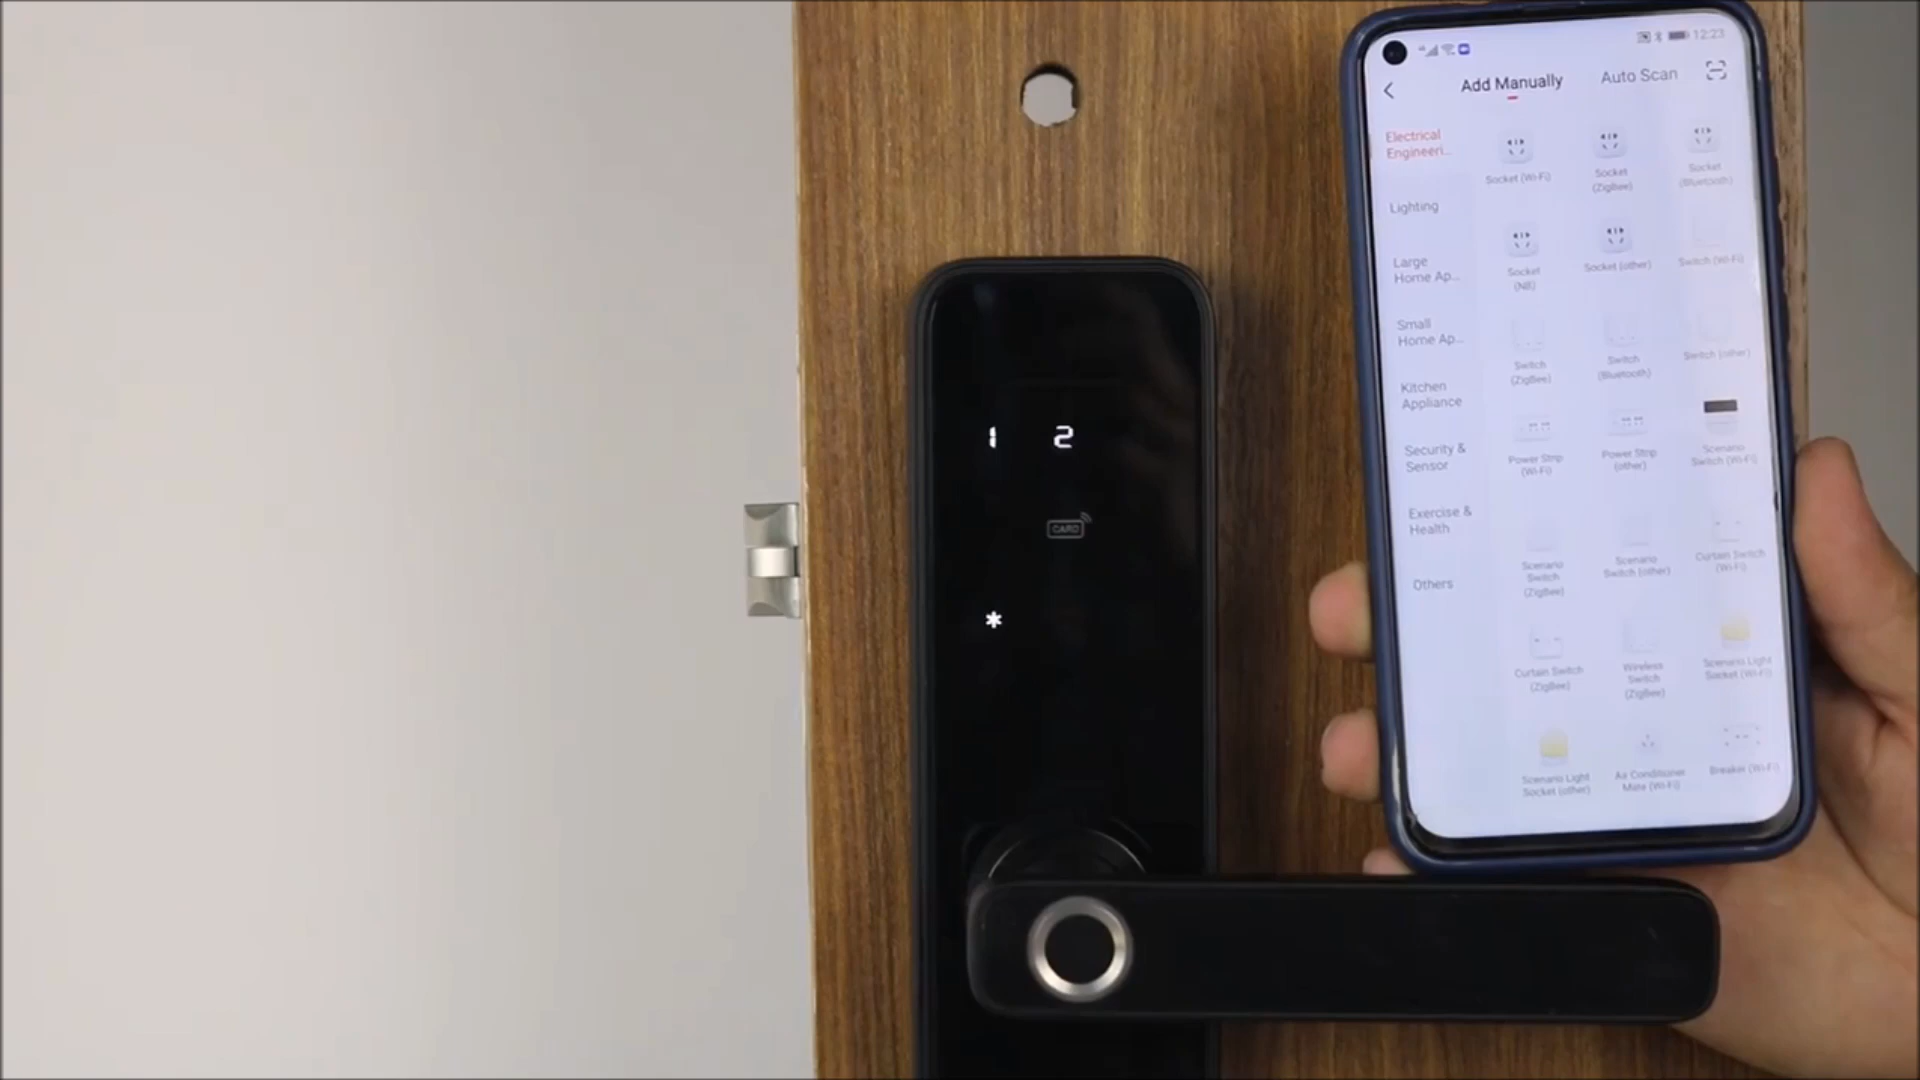 12:23
Add Manually
Auto Scan
Electrical
Engineeri...
Lighting
Large
Home Ap...
Small
Home Ap...
Kitchen
Appliance
Security &
Sensor
Exercise &
Health
Others
Socket (Wi-Fi)
Socket
(ZigBee)
Socket
(Bluetooth)
Socket
(NB)
Socket (other)
Switch (Wi-Fi)
Switch
(ZigBee)
Switch
(Bluetooth)
Switch (other)
Power Strip
(Wi-Fi)
Power Strip
(other)
Scenario
Switch (Wi-Fi)
Scenario
Switch
(ZigBee)
Scenario
Switch (other)
Curtain Switch
(Wi-Fi)
Curtain Switch
(ZigBee)
Wireless
Switch
(ZigBee)
Scenario Light
Socket (Wi-Fi)
Scenario Light
Socket (other)
Air Conditioner
Mate (Wi-Fi)
Breaker (Wi-Fi)
1 2
CARD
*